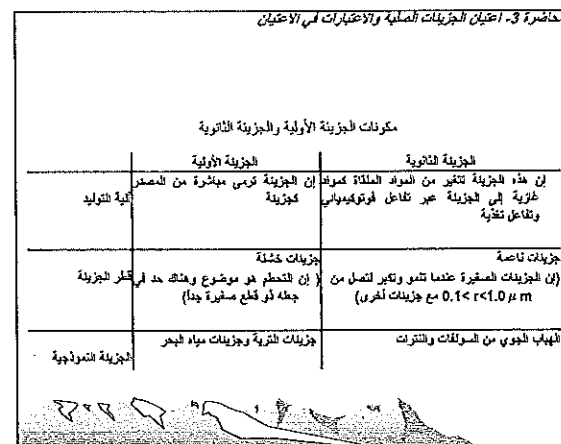 محاضرة 3- اعتيان الجزيئات الصلبة والاعتبارات في الاعتيان
مكونات الجزيئة الأولية والجزيئة الثانوية
الجزيئة الثانوية
الجزيئة الأولية
إن هذه الجزيئة تتغير من المواد الملقاة كمواد
غازية إلى الجزيئة عبر تفاعل فوتوكيميائي
وتفاعل تغذية
إن الجزيئة ترمى مباشرة من المصدر
كجزيئة
آلية التوليد
جزيئات ناعمة
(إن الجزيئات الصغيرة عندما تنمو وتكبر لتصل من
0.1< r<1.0 μ m مع جزيئات أخرى)
جزيئات خشنة
( إن التحطم هو موضوع وهناك حد في
جعله ذو قطع صغيرة جداً)
قطر الجزيئة
الهباب الجوي من السولفات والنترات
جزيئات التربة وجزيئات مياه البحر
الجزيئة النموذجية